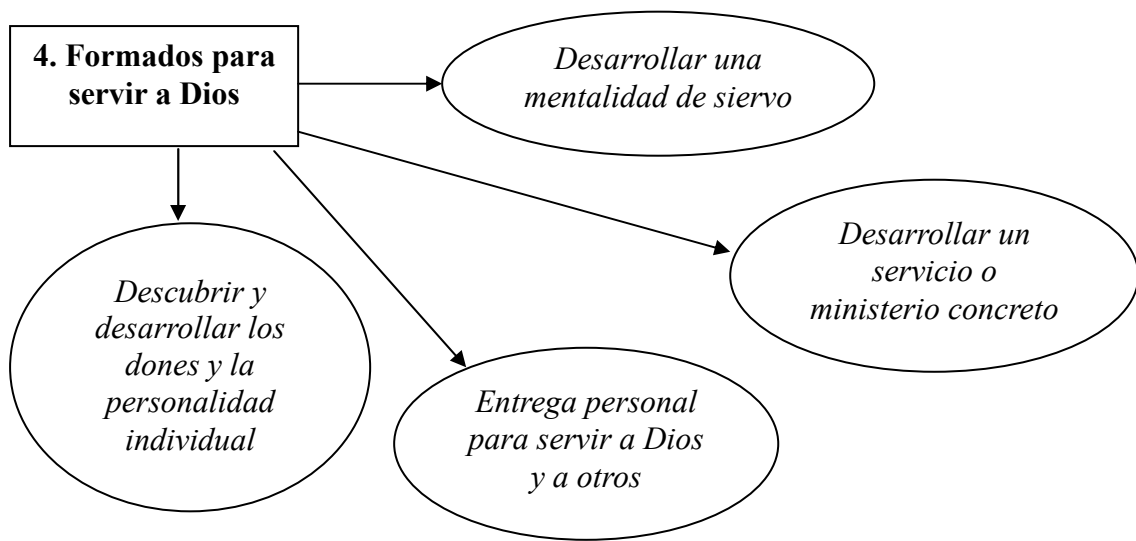 4. Formados para
servir a Dios
Desarrollar una
mentalidad de siervo
Desarrollar un
servicio o
ministerio concreto
Descubrir y
desarrollar los
dones y la
personalidad
individual
Entrega personal
para servir a Dios
y a otros